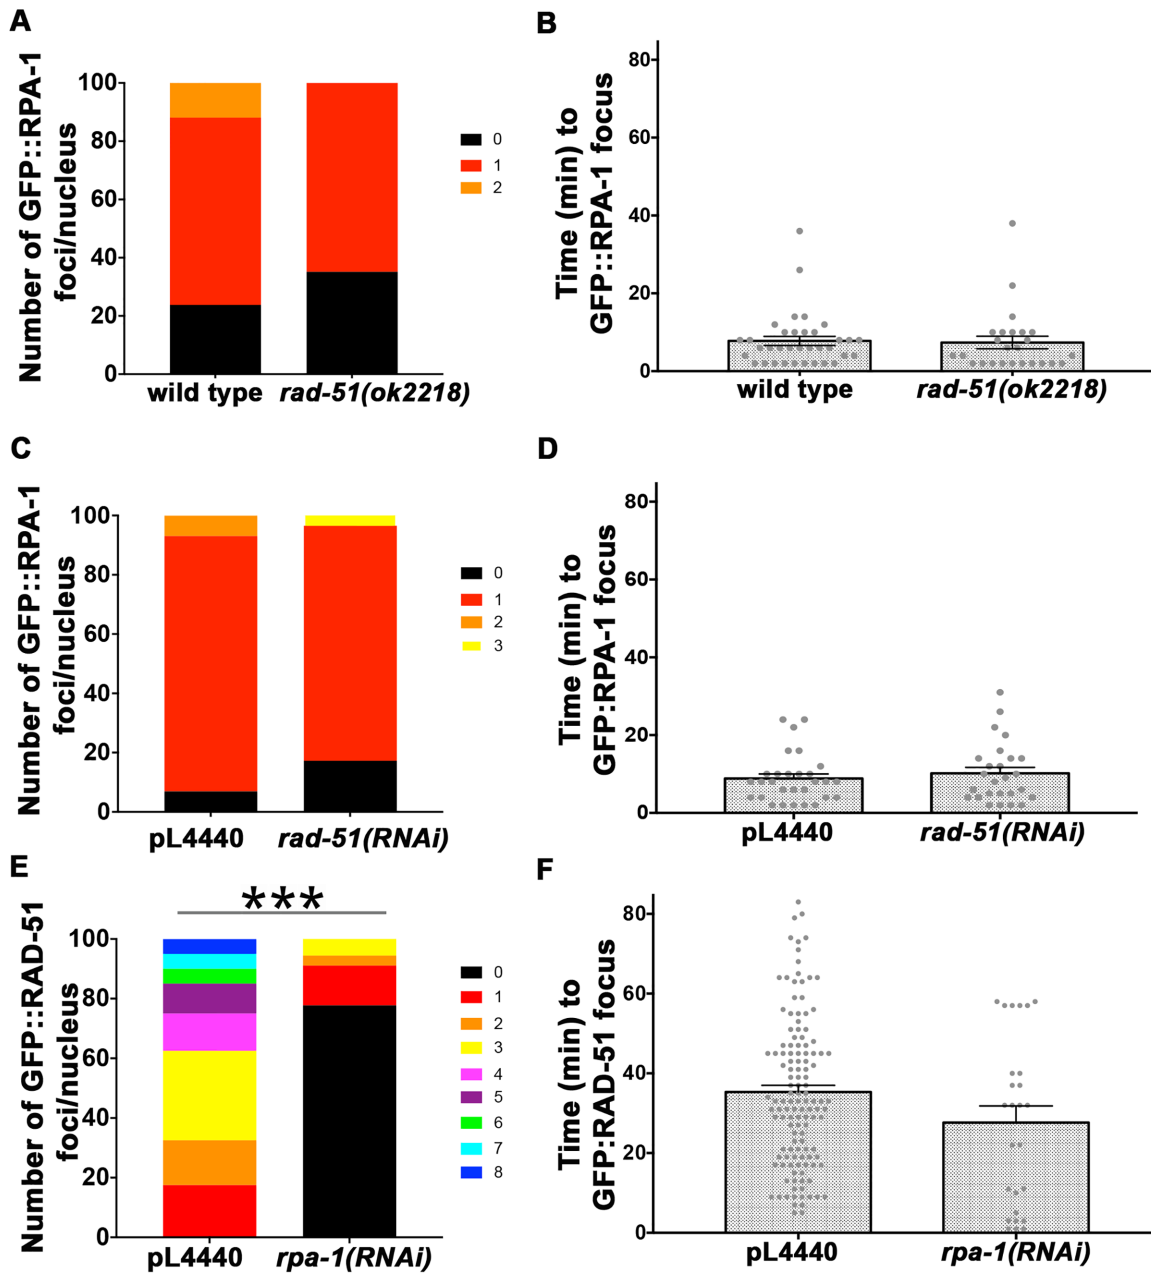 A
Number of GFP::RPA-1
foci/nucleus
100
80
60
40
20
0
wild type
rad-51(ok2218)
0
1
2
B
Time (min) to
GFP::RPA-1 focus
80
60
40
20
0
wild type
rad-51(ok2218)
C
Number of GFP::RPA-1
foci/nucleus
100
80
60
40
20
0
pL4440
rad-51(RNAi)
0
1
2
3
D
Time (min) to
GFP:RPA-1 focus
80
60
40
20
0
pL4440
rad-51(RNAi)
E
Number of GFP::RAD-51
foci/nucleus
***
100
80
60
40
20
0
pL4440
rpa-1(RNAi)
0
1
2
3
4
5
6
7
8
F
Time (min) to
GFP:RAD-51 focus
80
60
40
20
0
pL4440
rpa-1(RNAi)